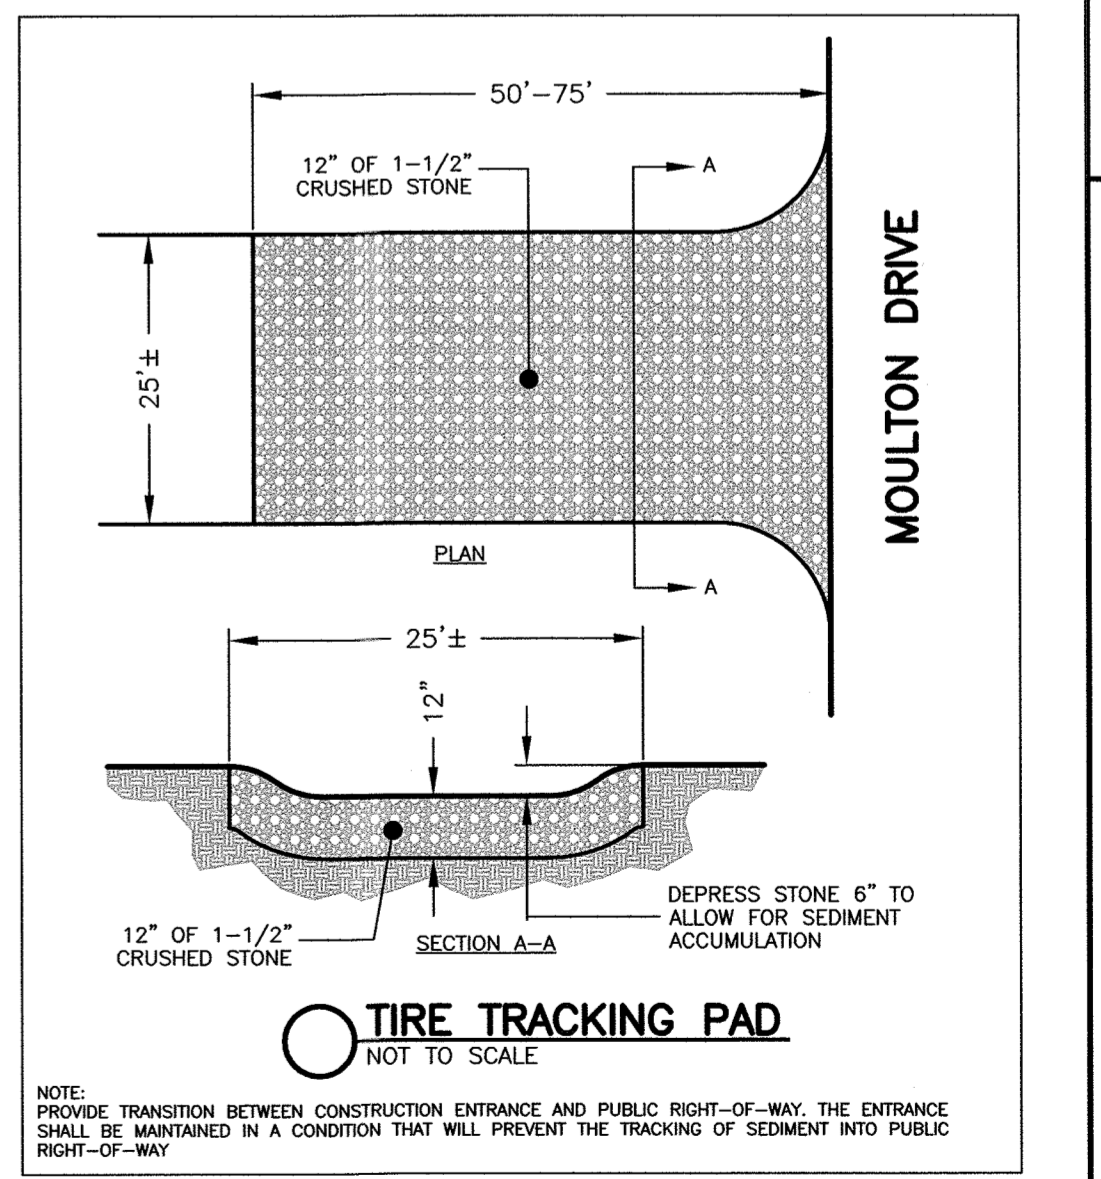 50'-75'
12" OF 1-1/2"
CRUSHED STONE
A
25'±
MOULTON DRIVE
PLAN
A
25'±
12"
DEPRESS STONE 6" TO
ALLOW FOR SEDIMENT
ACCUMULATION
12" OF 1-1/2"
CRUSHED STONE
SECTION A-A
TIRE TRACKING PAD
NOT TO SCALE
NOTE:
PROVIDE TRANSITION BETWEEN CONSTRUCTION ENTRANCE AND PUBLIC RIGHT-OF-WAY. THE ENTRANCE
SHALL BE MAINTAINED IN A CONDITION THAT WILL PREVENT THE TRACKING OF SEDIMENT INTO PUBLIC
RIGHT-OF-WAY